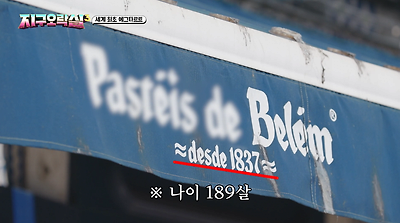 지구오락실
세계 최초 에그타르트
Pastéis de
Belém®
≈desde 1837≈
※ 나이 189살